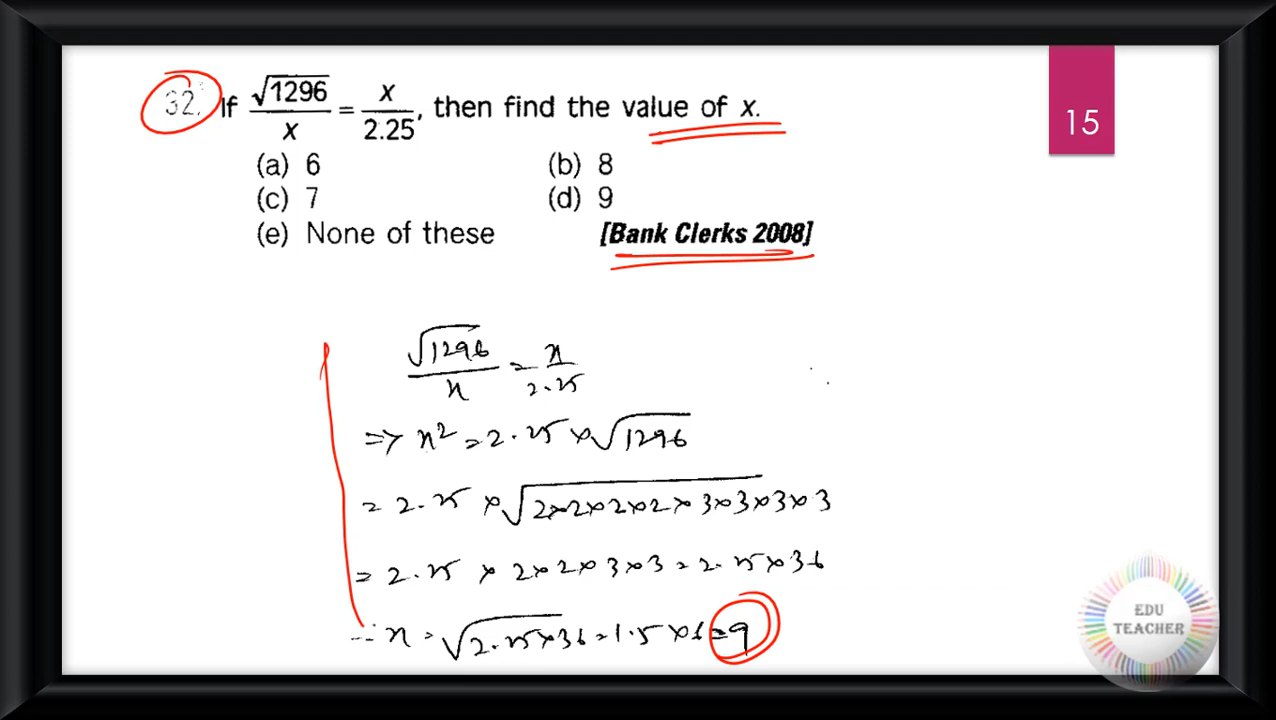 15
32. If √1296/x = x/2.25, then find the value of x.
(a) 6 (b) 8
(c) 7 (d) 9
(e) None of these [Bank Clerks 2008]
√1296/x = x/2.25
=> x² = 2.25 × √1296
= 2.25 × √2×2×2×2×3×3×3×3
= 2.25 × 2×2×3×3 = 2.25×36
∴ x = √2.25×36 = 1.5×6 = 9
EDU
TEACHER